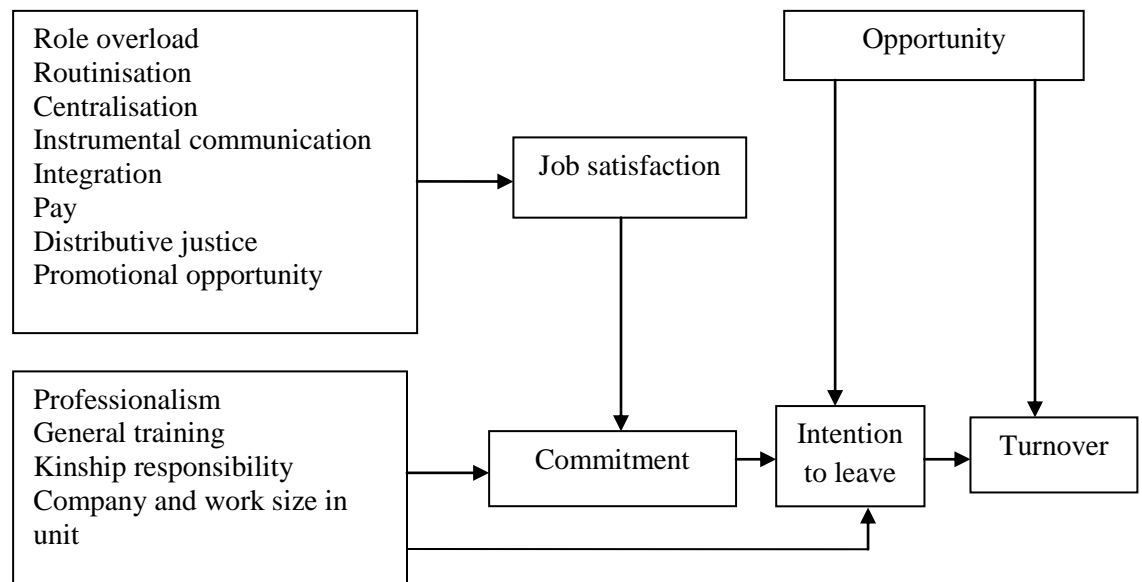 Role overload
Routinisation
Centralisation
Instrumental communication
Integration
Pay
Distributive justice
Promotional opportunity
Opportunity
Job satisfaction
Professionalism
General training
Kinship responsibility
Company and work size in
unit
Commitment
Intention
to leave
Turnover